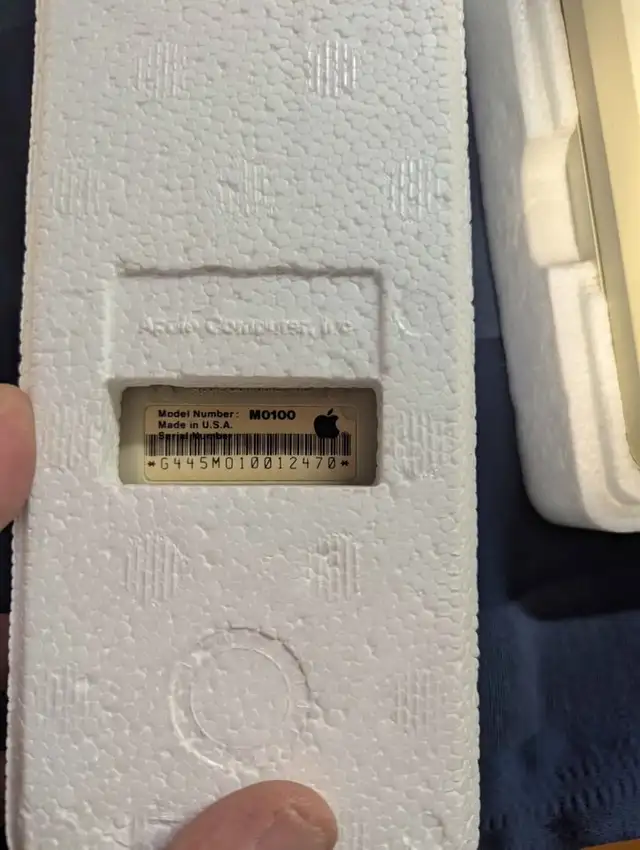 Apple Computer, Inc.
Model Number: M0100
Made in U.S.A.
Serial Number
*G445M010012470*